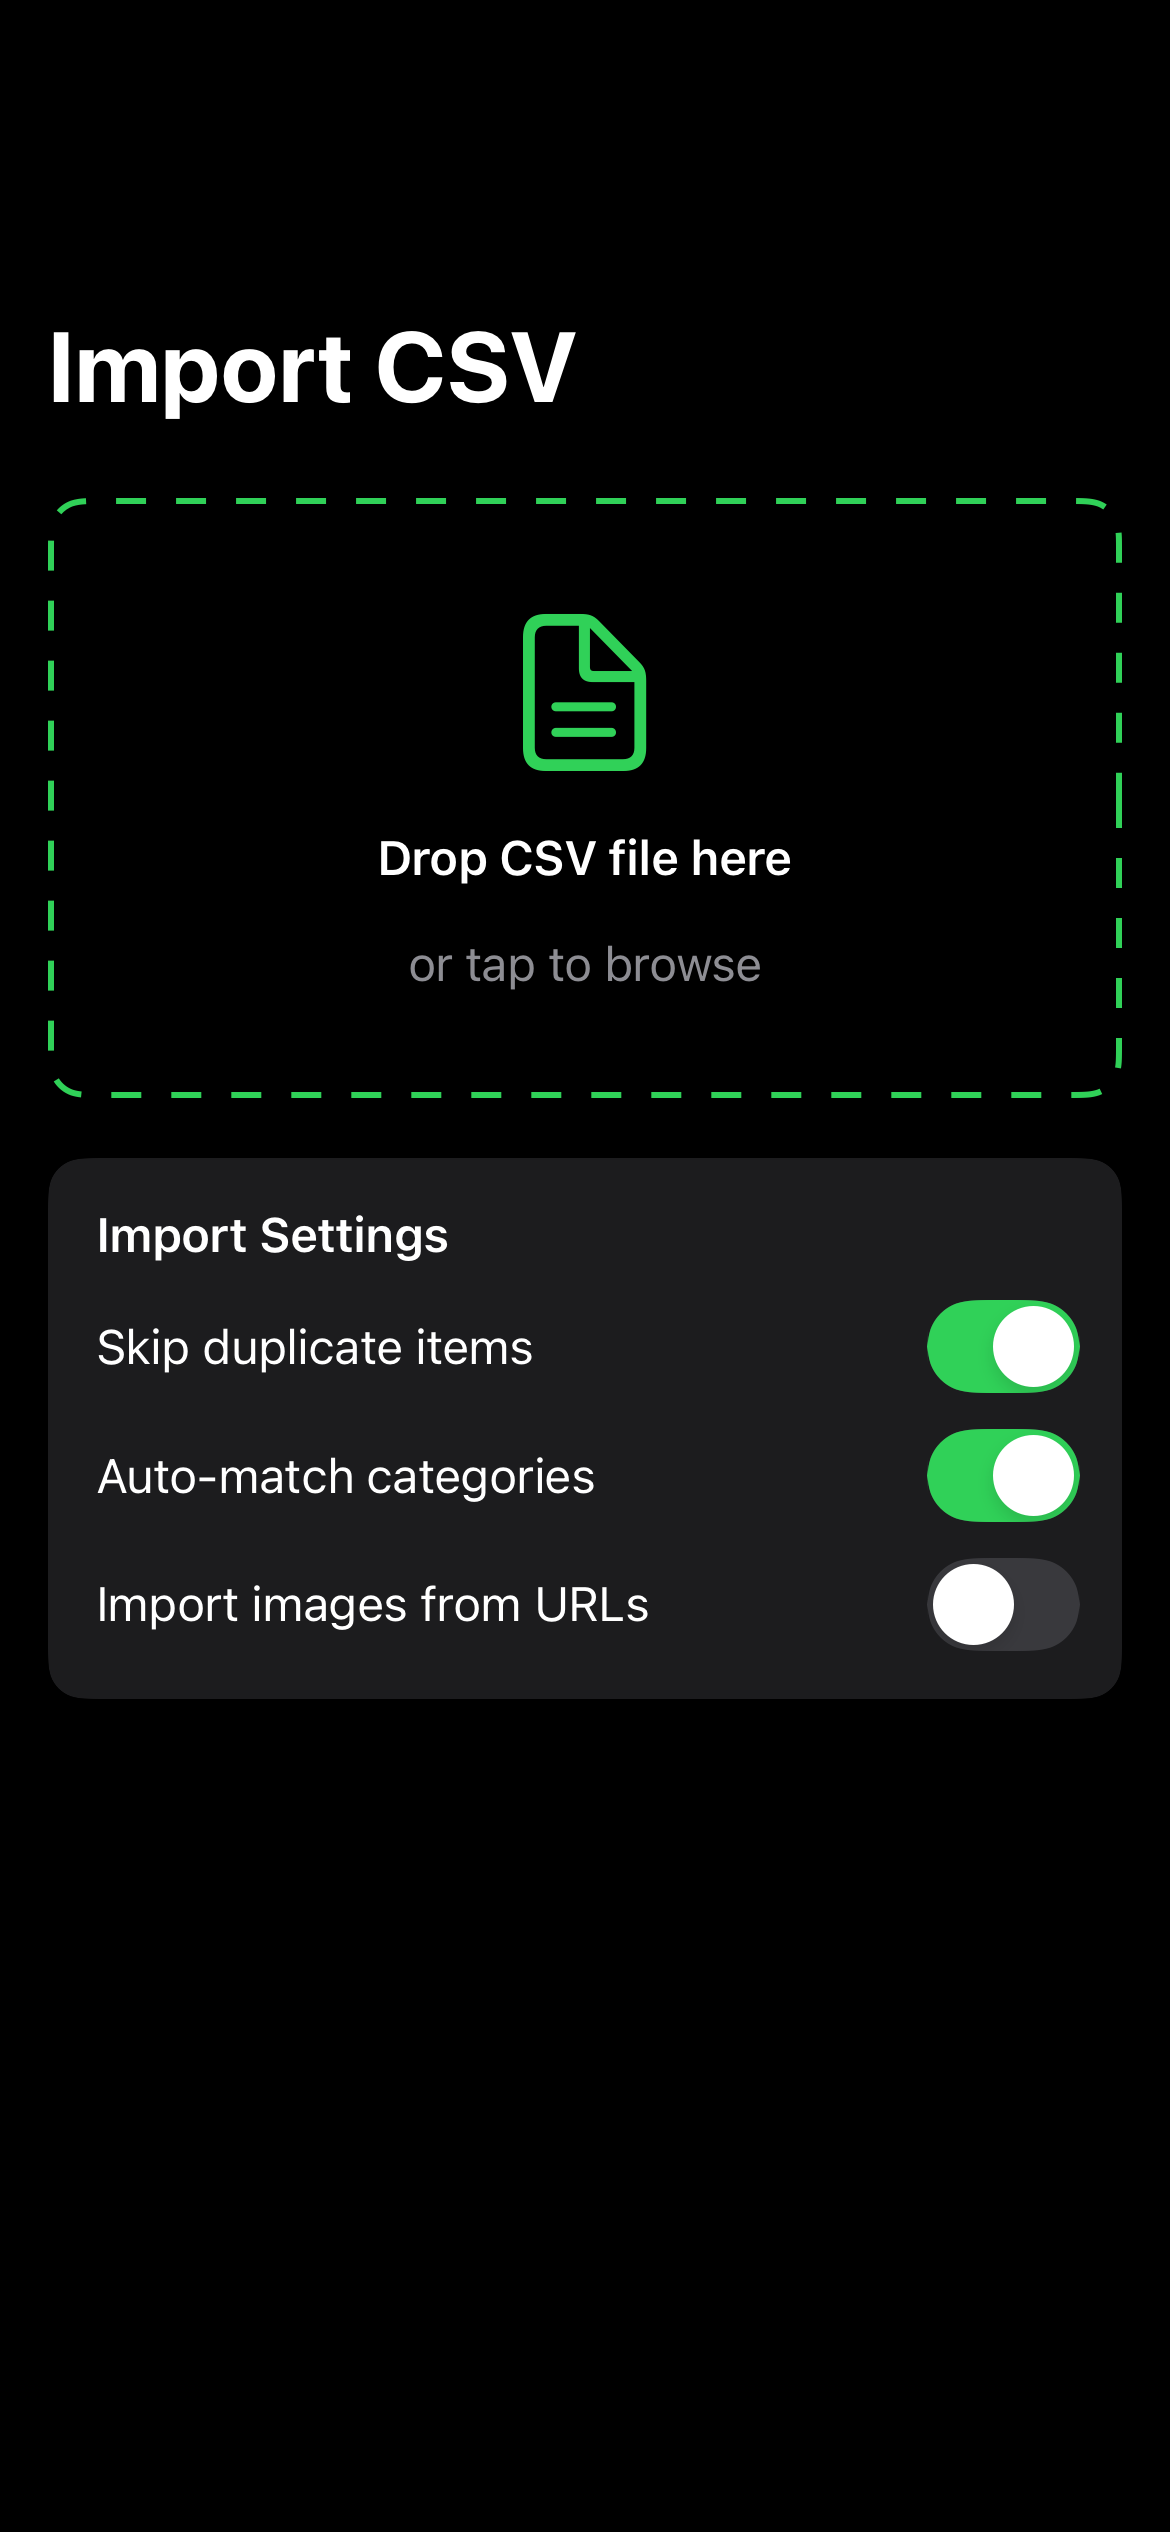 Import CSV
Drop CSV file here
or tap to browse
Import Settings
Skip duplicate items
Auto-match categories
Import images from URLs